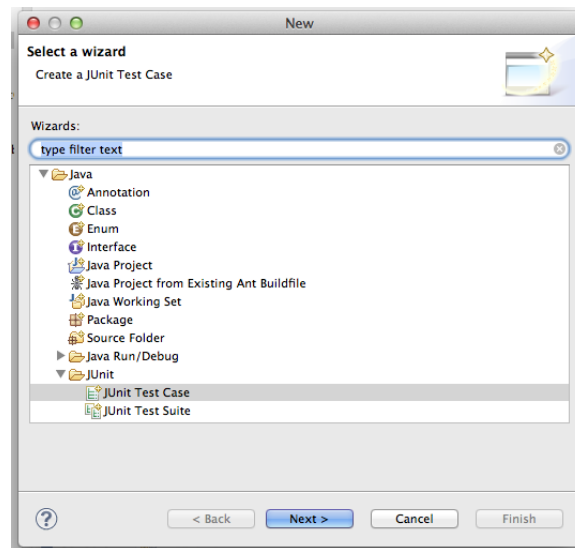 New
Select a wizard
Create a JUnit Test Case
Wizards:
type filter text
Java
Annotation
Class
Enum
Interface
Java Project
Java Project from Existing Ant Buildfile
Java Working Set
Package
Source Folder
Java Run/Debug
JUnit
JUnit Test Case
JUnit Test Suite
? < Back Next > Cancel Finish